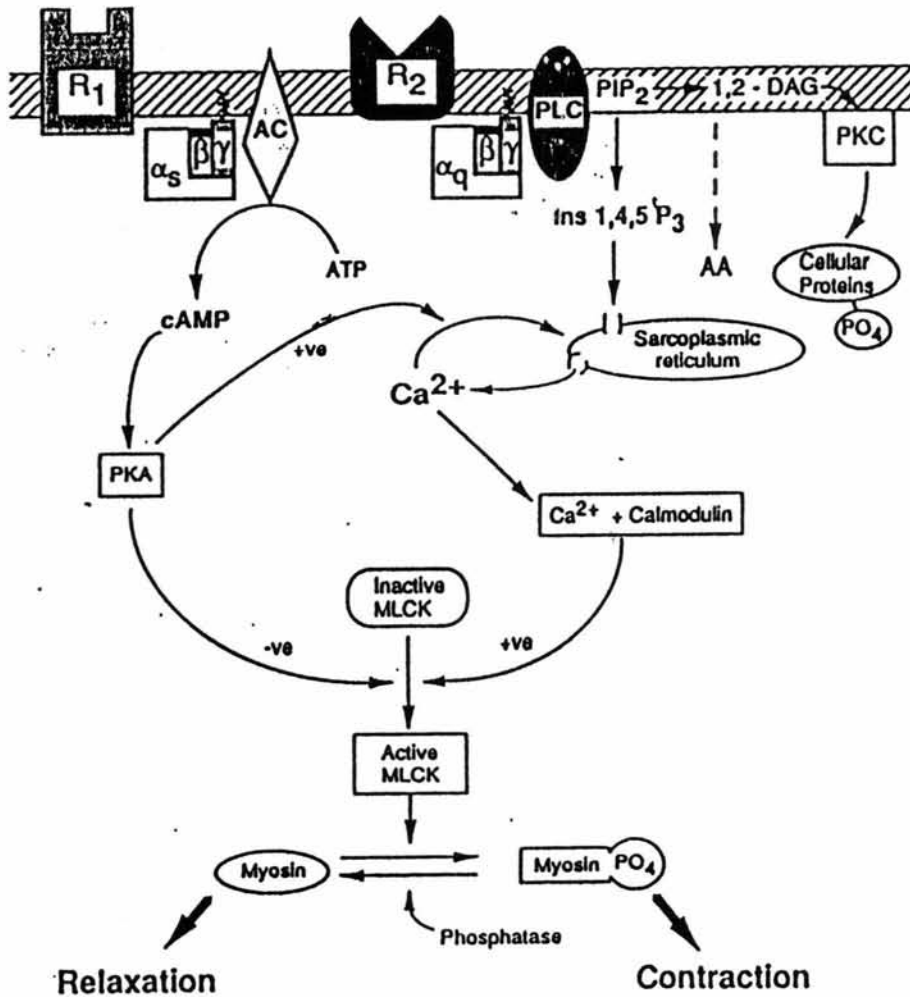 R1
R2
PLC
PIP2
1,2 - DAG
AC
αs
β
γ
αq
β
γ
PKC
Ins 1,4,5 P3
AA
ATP
cAMP
Cellular
Proteins
PO4
+ve
Sarcoplasmic
reticulum
Ca2+
PKA
Ca2+ + Calmodulin
Inactive
MLCK
-ve
+ve
Active
MLCK
Myosin
Myosin
PO4
Phosphatase
Relaxation
Contraction